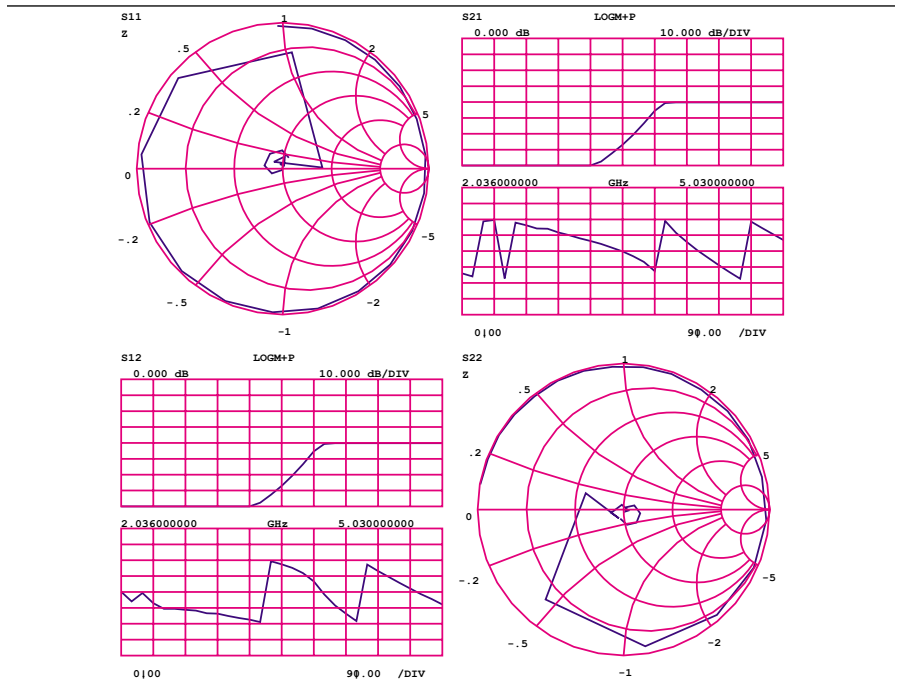 S11
Z
1
.5
2
.2
5
0
-.2
-5
-.5
-2
-1
S21 LOGM+P
0.000 dB 10.000 dB/DIV
2.036000000 GHz 5.030000000
0.00 90.00 /DIV
S12 LOGM+P
0.000 dB 10.000 dB/DIV
2.036000000 GHz 5.030000000
0.00 90.00 /DIV
S22
Z
1
.5
2
.2
5
0
-.2
-5
-.5
-2
-1